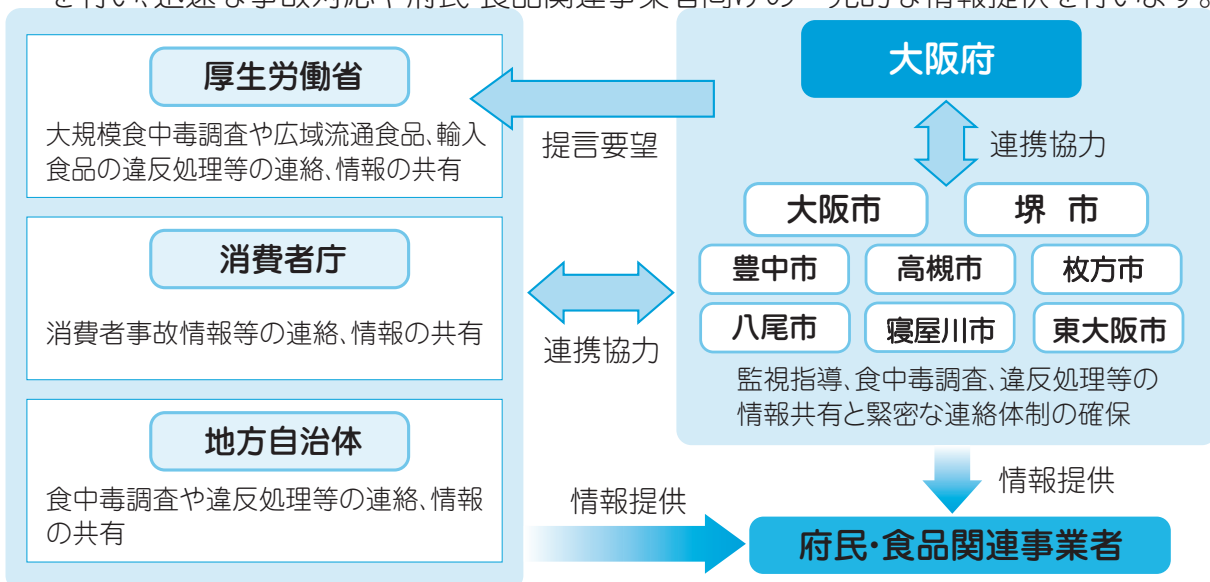 を行い、迅速な事故対応や府民・食品関連事業者向けの一元的な情報提供を行います。
厚生労働省
大規模食中毒調査や広域流通食品、輸入
食品の違反処理等の連絡、情報の共有
消費者庁
消費者事故情報等の連絡、情報の共有
地方自治体
食中毒調査や違反処理等の連絡、情報
の共有
提言要望
連携協力
情報提供
大阪府
連携協力
大阪市
堺 市
豊中市
高槻市
枚方市
八尾市
寝屋川市
東大阪市
監視指導、食中毒調査、違反処理等の
情報共有と緊密な連絡体制の確保
情報提供
府民・食品関連事業者